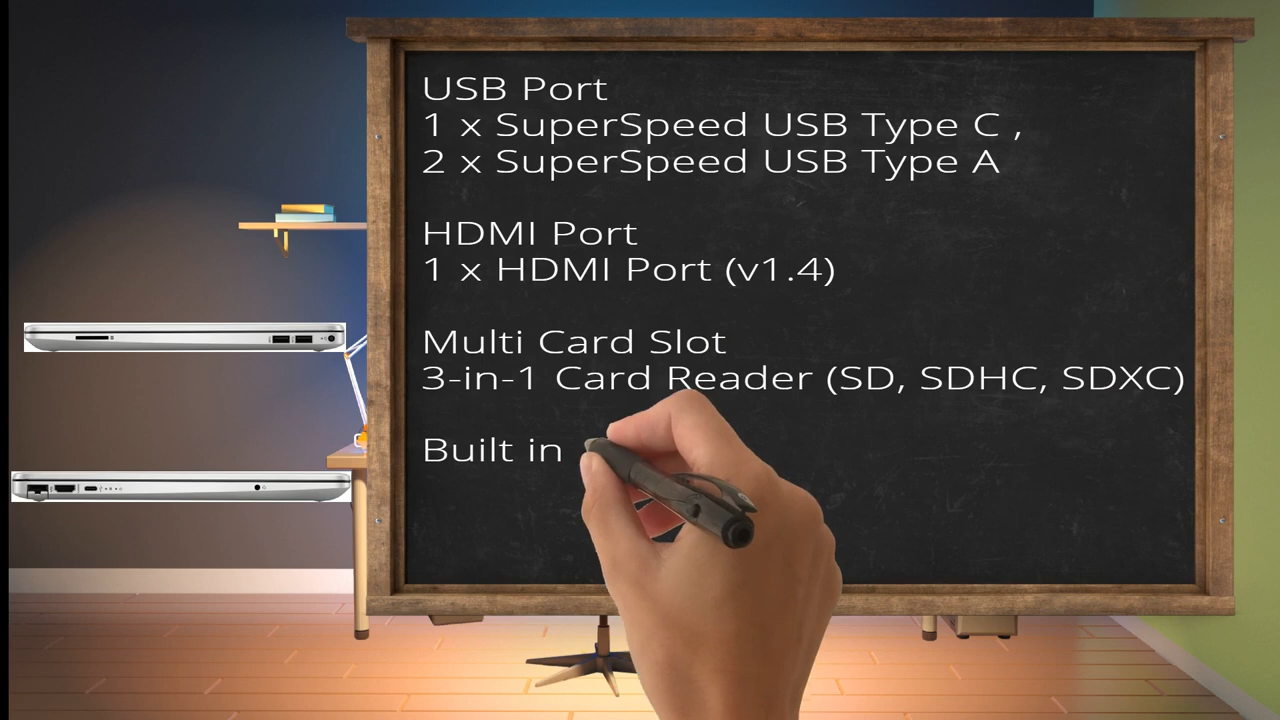 USB Port
1 x SuperSpeed USB Type C ,
2 x SuperSpeed USB Type A
HDMI Port
1 x HDMI Port (v1.4)
Multi Card Slot
3-in-1 Card Reader (SD, SDHC, SDXC)
Built in